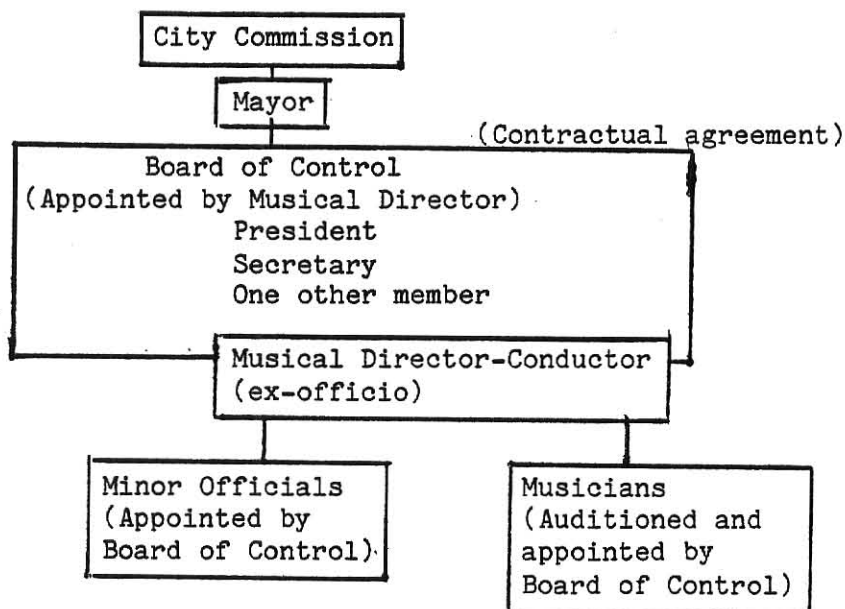 City Commission
Mayor
(Contractual agreement)
Board of Control
(Appointed by Musical Director)
President
Secretary
One other member
Musical Director-Conductor
(ex-officio)
Minor Officials
(Appointed by
Board of Control)
Musicians
(Auditioned and
appointed by
Board of Control)